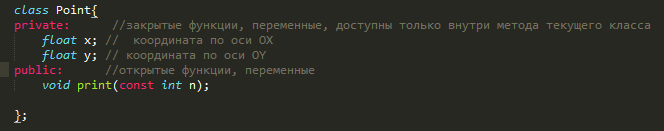 class Point{
private:      //закрытые функции, переменные, доступны только внутри метода текущего класса
    float x; //  координата по оси OX
    float y; // координата по оси OY
public:      //открытые функции, переменные
    void print(const int n);
};